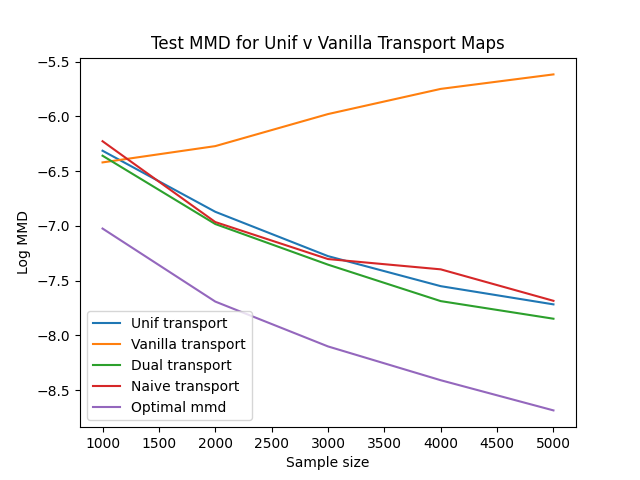 Test MMD for Unif v Vanilla Transport Maps
Log MMD
−5.5
−6.0
−6.5
−7.0
−7.5
−8.0
−8.5
Unif transport
Vanilla transport
Dual transport
Naive transport
Optimal mmd
1000 1500 2000 2500 3000 3500 4000 4500 5000
Sample size